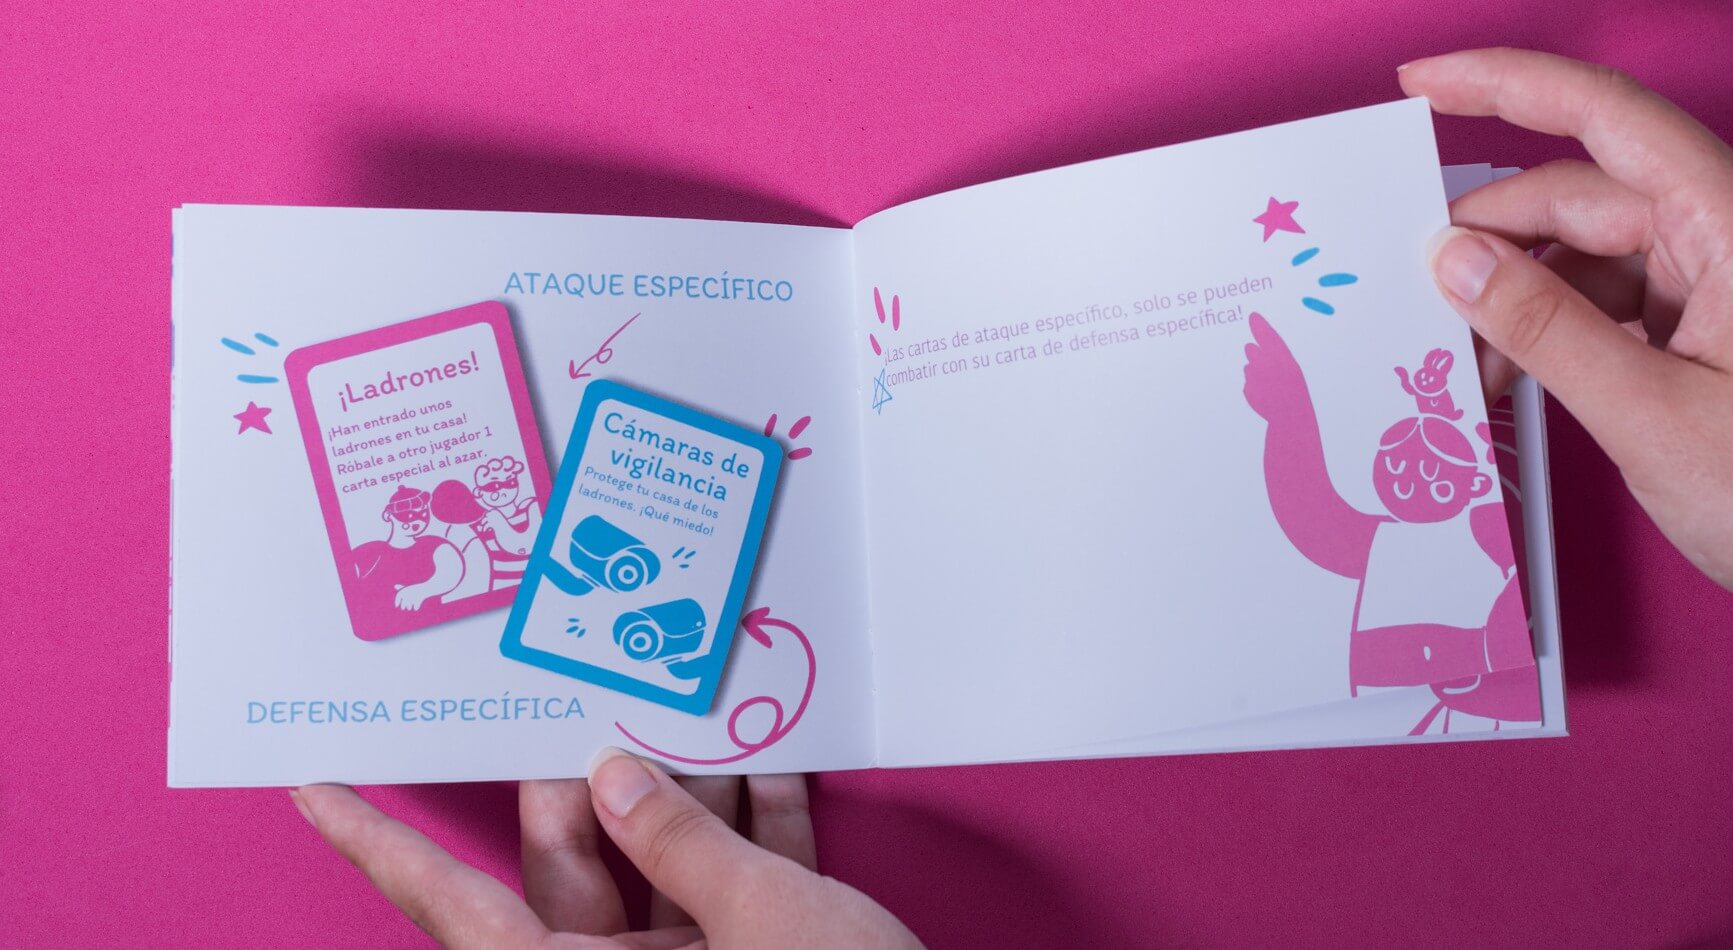 ATAQUE ESPECÍFICO
¡Ladrones!
¡Han entrado unos
ladrones en tu casa!
Róbale a otro jugador 1
carta especial al azar.
Cámaras de
vigilancia
Protege tu casa de los
ladrones. ¡Qué miedo!
DEFENSA ESPECÍFICA
¡Las cartas de ataque específico, solo se pueden
combatir con su carta de defensa específica!